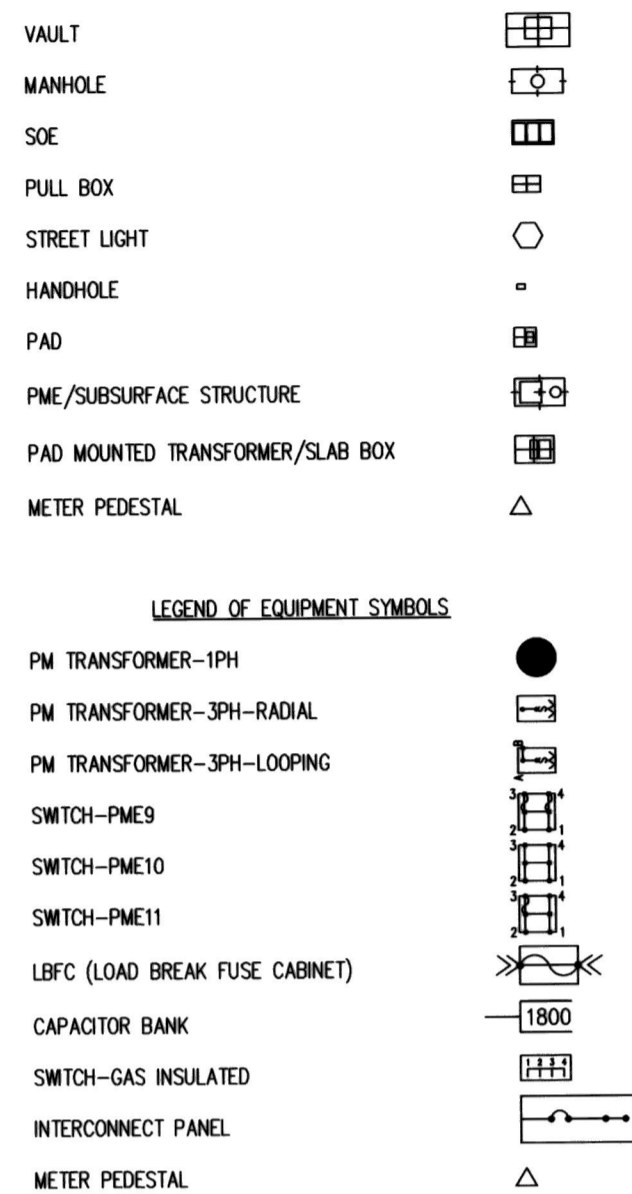 VAULT
MANHOLE
SOE
PULL BOX
STREET LIGHT
HANDHOLE
PAD
PME/SUBSURFACE STRUCTURE
PAD MOUNTED TRANSFORMER/SLAB BOX
METER PEDESTAL
LEGEND OF EQUIPMENT SYMBOLS
PM TRANSFORMER-1PH
PM TRANSFORMER-3PH-RADIAL
PM TRANSFORMER-3PH-LOOPING A B
SWITCH-PME9 3 4 2 1
SWITCH-PME10 3 4 2 1
SWITCH-PME11 3 4 2 1
LBFC (LOAD BREAK FUSE CABINET)
CAPACITOR BANK 1800
SWITCH-GAS INSULATED 1 2 3 4
INTERCONNECT PANEL
METER PEDESTAL